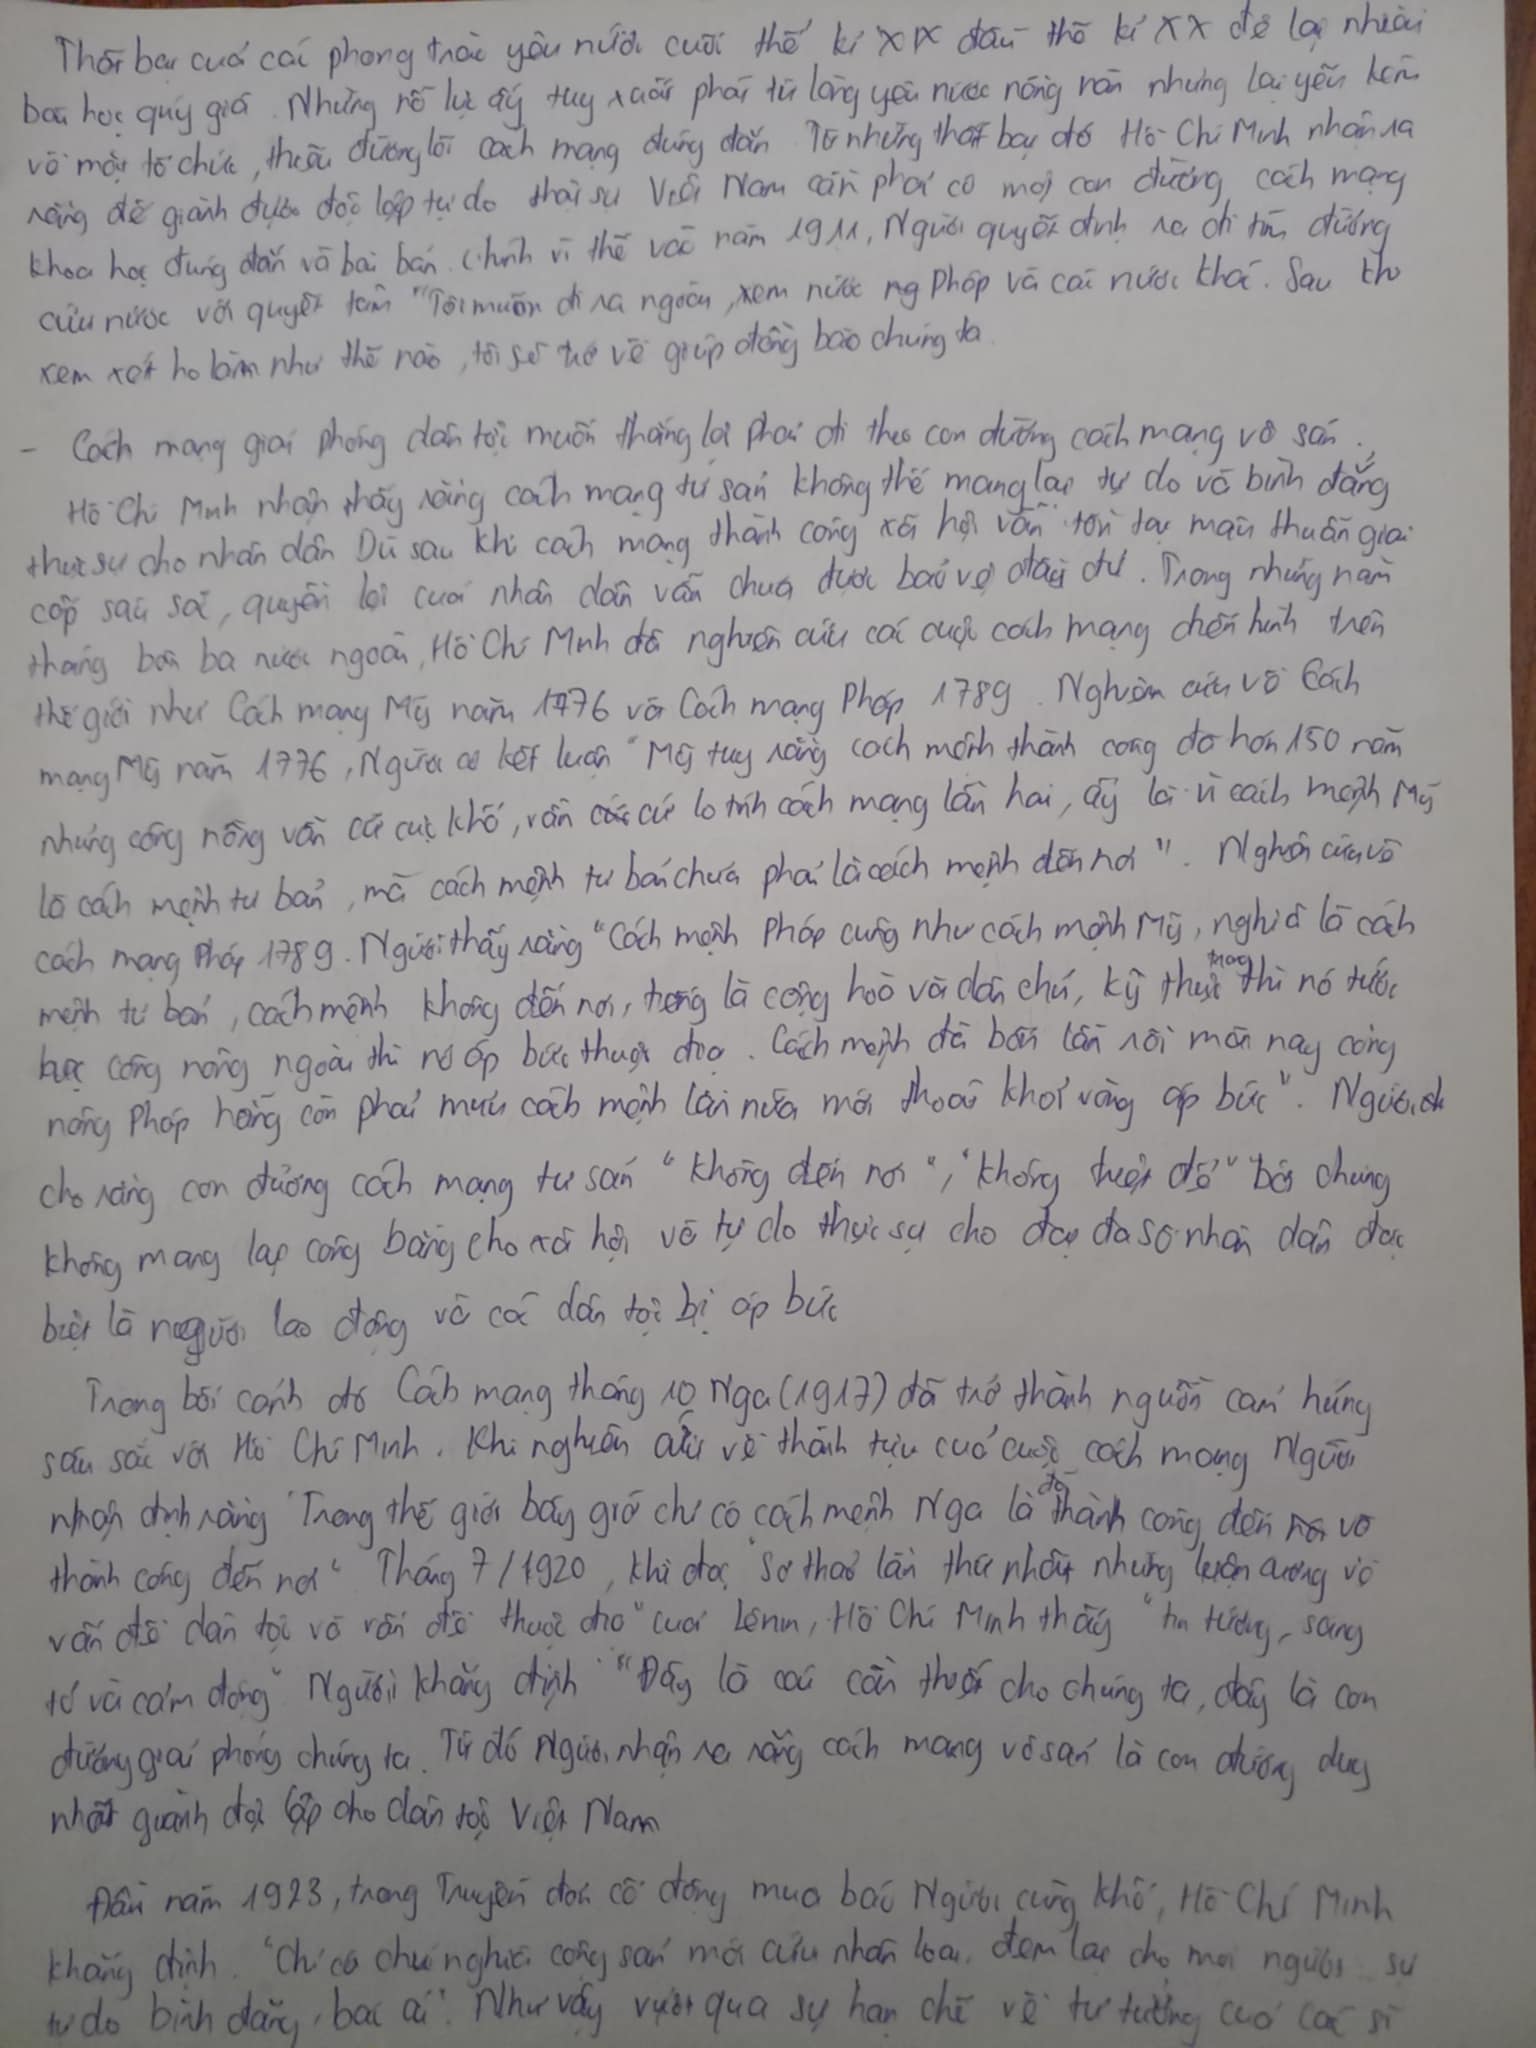 Thất bại của các phong trào yêu nước cuối thế kỉ XIX đầu thế kỉ XX để lại nhiều
bài học quý giá. Những nỗ lực ấy tuy xuất phát từ lòng yêu nước nồng nàn nhưng lại yếu kém
về mặt tổ chức, thiếu đường lối cách mạng đúng đắn. Từ những thất bại đó Hồ Chí Minh nhận ra
rằng để giành được độc lập tự do thật sự Việt Nam cần phải có một con đường cách mạng
khoa học đúng đắn và bài bản. Chính vì thế vào năm 1911, Người quyết định ra đi tìm đường
cứu nước với quyết tâm "Tôi muốn đi ra ngoài, xem nước Pháp và các nước khác. Sau khi
xem xét họ làm như thế nào, tôi sẽ trở về giúp đồng bào chúng ta.
- Cách mạng giải phóng dân tộc muốn thắng lợi phải đi theo con đường cách mạng vô sản.
Hồ Chí Minh nhận thấy rằng cách mạng tư sản không thể mang lại tự do và bình đẳng
thực sự cho nhân dân Dù sau khi cách mạng thành công xã hội vẫn tồn tại mâu thuẫn giai
cấp sâu sắc, quyền lợi của nhân dân vẫn chưa được bảo vệ đầy đủ. Trong những năm
tháng bôn ba nước ngoài, Hồ Chí Minh đã nghiên cứu các cuộc cách mạng điển hình trên
thế giới như Cách mạng Mỹ năm 1776 và Cách mạng Pháp 1789. Nghiên cứu về Cách
mạng Mỹ năm 1776, Người có kết luận "Mỹ tuy rằng cách mệnh thành công đã hơn 150 năm
nhưng công nông vẫn cứ cực khổ, vẫn cứ lo tính cách mạng lần hai, ấy là vì cách mệnh Mỹ
là cách mệnh tư bản, mà cách mệnh tư bản chưa phải là cách mệnh đến nơi". Nghiên cứu về
cách mạng Pháp 1789. Người thấy rằng "Cách mệnh Pháp cũng như cách mệnh Mỹ, nghĩa là cách
mệnh tư bản, cách mệnh không đến nơi, tiếng là cộng hoà và dân chủ, kỳ thực trong thì nó tước
lục công nông ngoài thì nó áp bức thuộc địa. Cách mệnh đã bốn lần rồi mà nay công
nông Pháp hẵng còn phải mưu cách mệnh lần nữa mới thoát khỏi vòng áp bức". Người
cho rằng con đường cách mạng tư sản "không đến nơi", "không triệt để" bởi chúng
không mang lại công bằng cho xã hội và tự do thực sự cho đại đa số nhân dân đặc
biệt là người lao động và các dân tộc bị áp bức
Trong bối cảnh đó Cách mạng tháng 10 Nga (1917) đã trở thành nguồn cảm hứng
sâu sắc với Hồ Chí Minh. Khi nghiên cứu về thành tựu của cuộc cách mạng Người
nhận định rằng "Trong thế giới bây giờ chỉ có cách mệnh Nga là đã thành công đến và
thành công đến nơi" Tháng 7/1920, khi đọc "Sơ thảo lần thứ nhất những luận cương về
vấn đề dân tộc và vấn đề thuộc địa" của Lênin, Hồ Chí Minh thấy "tin tưởng, sáng
tỏ và cảm động" Người khẳng định "Đây là cái cần thiết cho chúng ta, đây là con
đường giải phóng chúng ta. Từ đó Người nhận ra rằng cách mạng vô sản là con đường duy
nhất giành độc lập cho dân tộc Việt Nam
Đầu năm 1923, trong Truyền đơn cổ động mua báo Người cùng khổ, Hồ Chí Minh
khẳng định. "Chỉ có chủ nghĩa cộng sản mới cứu nhân loại. đem lại cho mọi người sự
tự do bình đẳng, bác ái". Như vậy vượt qua sự hạn chế về tư tưởng của các sĩ